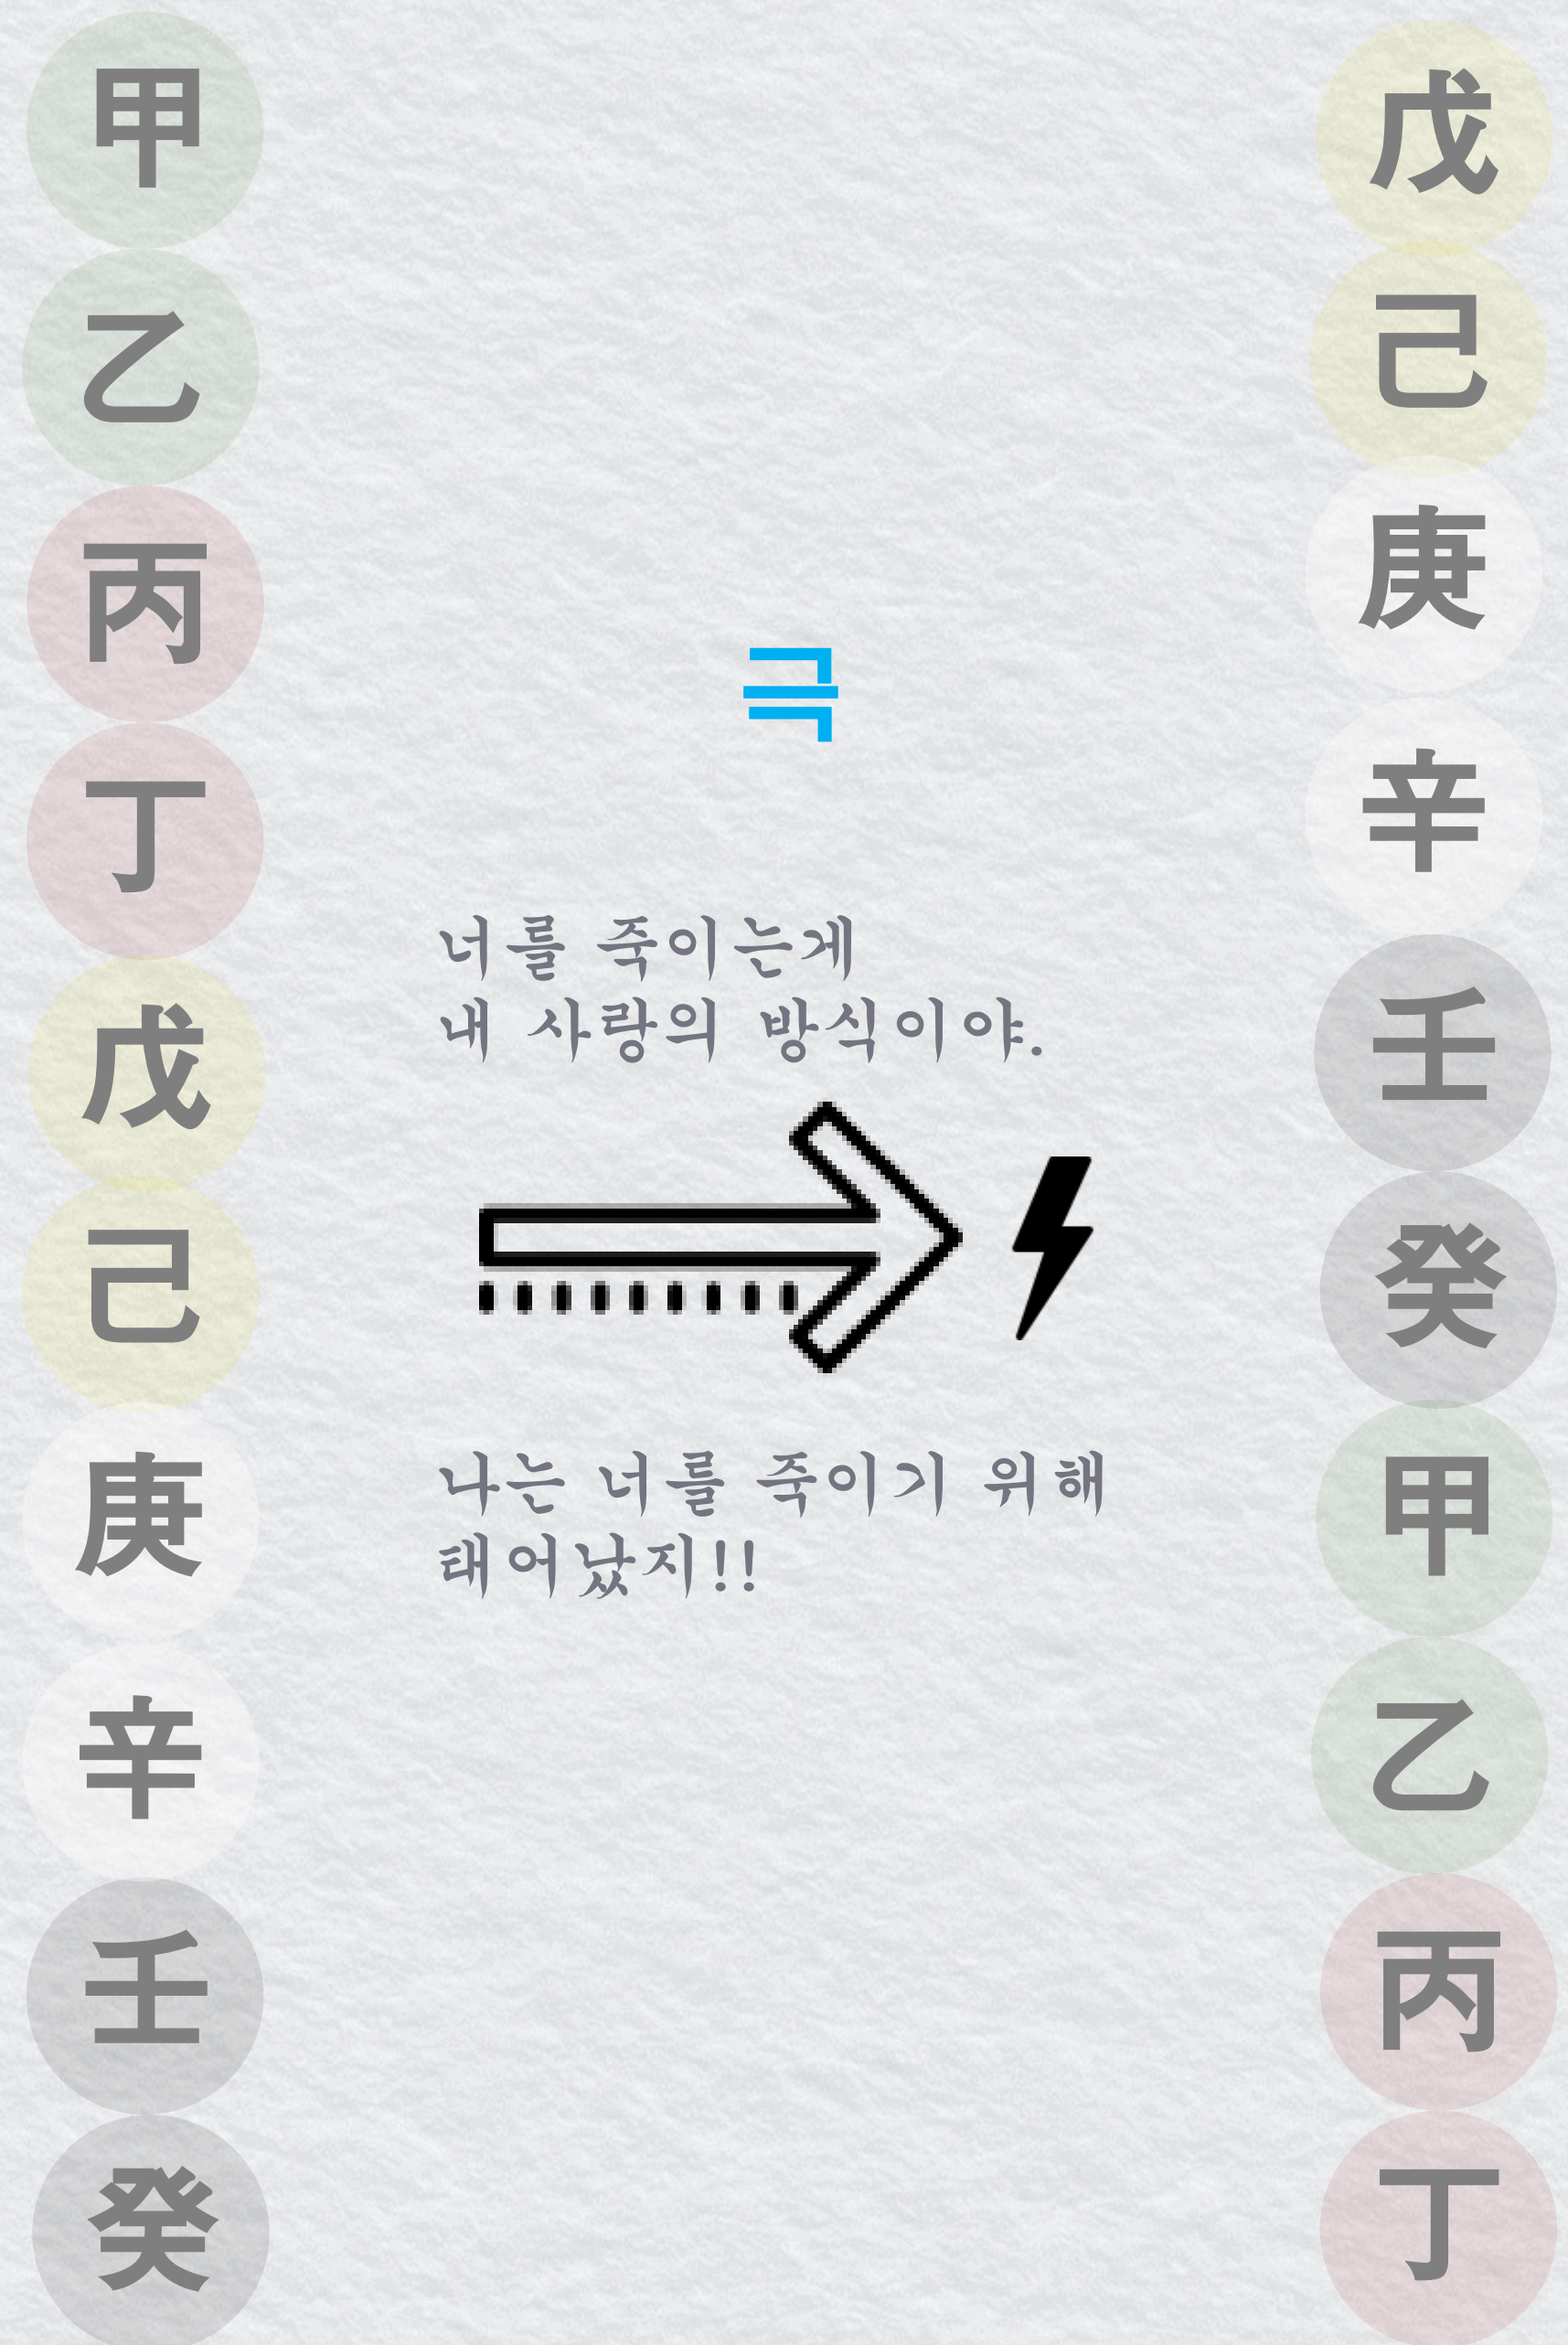 甲
乙
丙
丁
戊
己
庚
辛
壬
癸
극
너를 죽이는게
내 사랑의 방식이야.
나는 너를 죽이기 위해
태어났지!!
戊
己
庚
辛
壬
癸
甲
乙
丙
丁